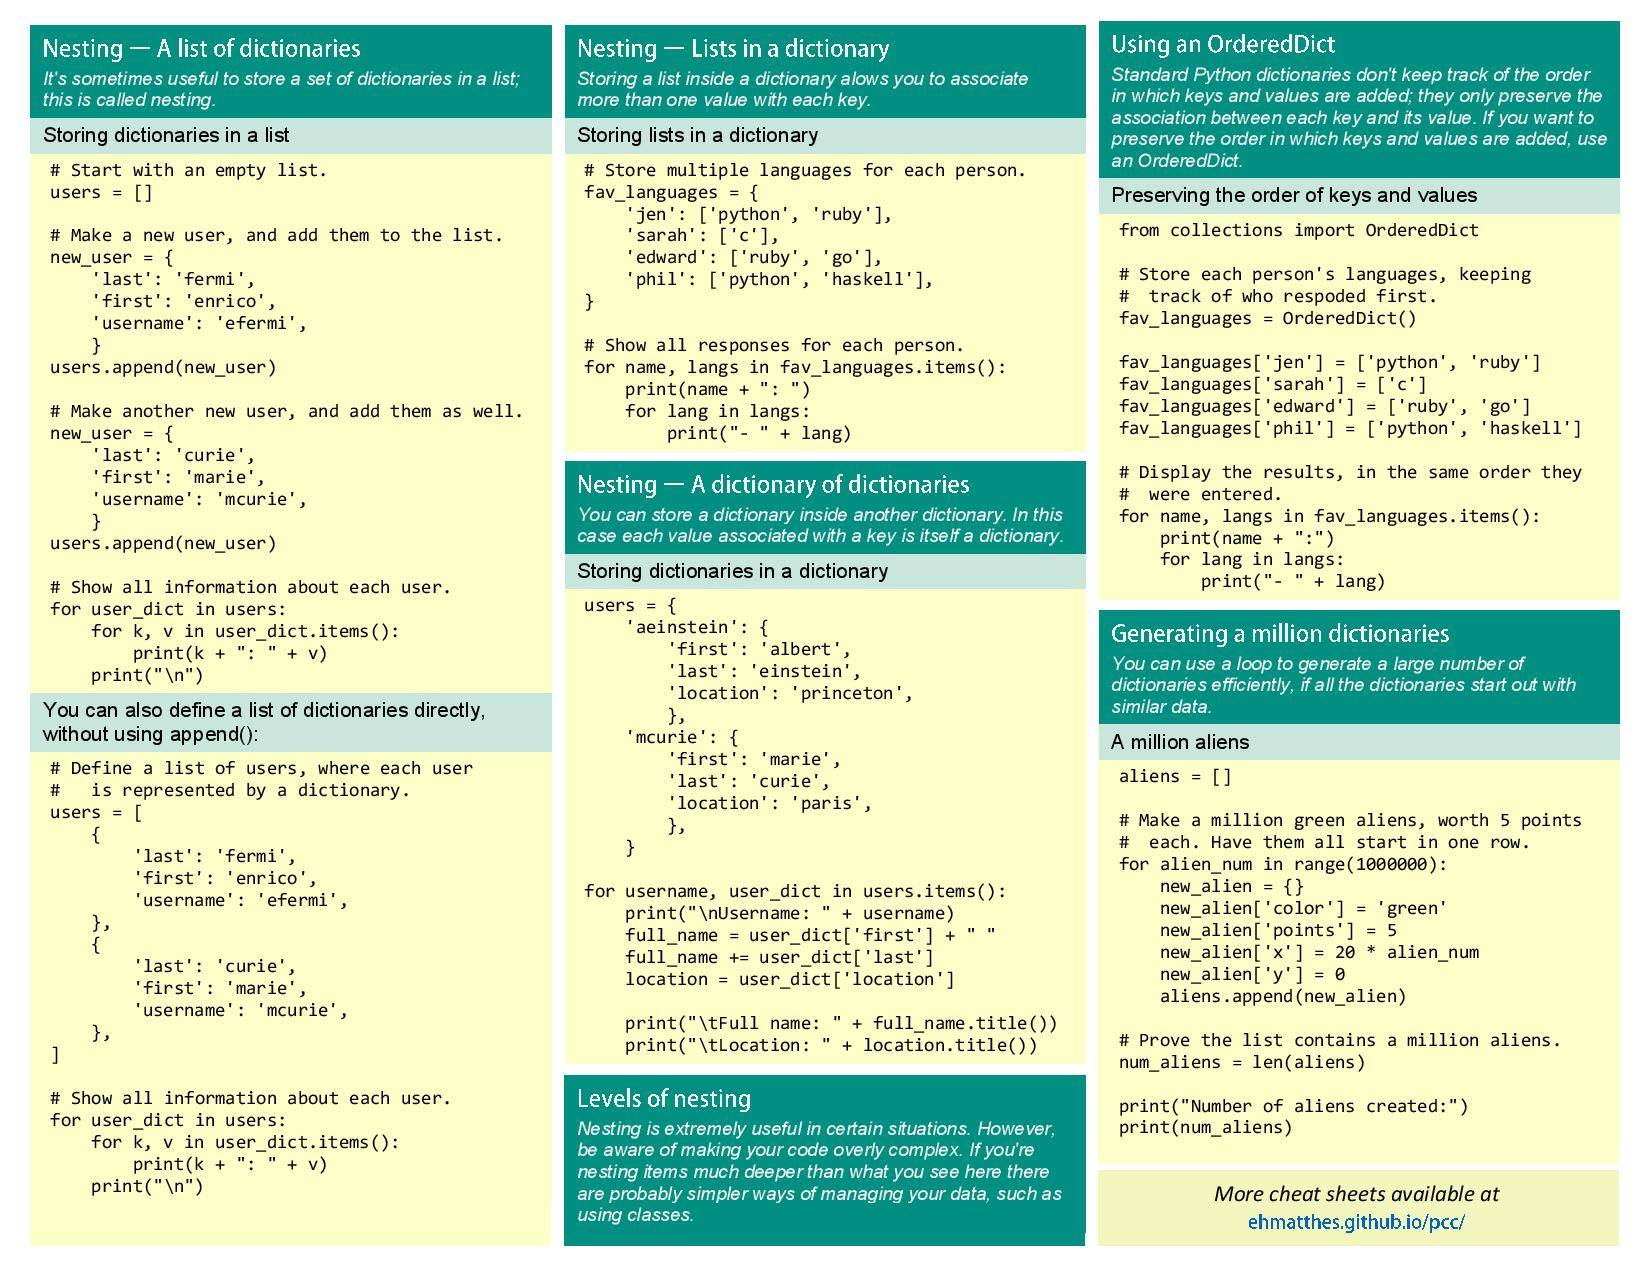 Nesting — A list of dictionaries
It's sometimes useful to store a set of dictionaries in a list;
this is called nesting.
Storing dictionaries in a list
# Start with an empty list.
users = []
# Make a new user, and add them to the list.
new_user = {
    'last': 'fermi',
    'first': 'enrico',
    'username': 'efermi',
    }
users.append(new_user)
# Make another new user, and add them as well.
new_user = {
    'last': 'curie',
    'first': 'marie',
    'username': 'mcurie',
    }
users.append(new_user)
# Show all information about each user.
for user_dict in users:
    for k, v in user_dict.items():
        print(k + ": " + v)
    print("\n")
You can also define a list of dictionaries directly,
without using append():
# Define a list of users, where each user
#   is represented by a dictionary.
users = [
    {
        'last': 'fermi',
        'first': 'enrico',
        'username': 'efermi',
    },
    {
        'last': 'curie',
        'first': 'marie',
        'username': 'mcurie',
    },
]
# Show all information about each user.
for user_dict in users:
    for k, v in user_dict.items():
        print(k + ": " + v)
    print("\n")
Nesting — Lists in a dictionary
Storing a list inside a dictionary alows you to associate
more than one value with each key.
Storing lists in a dictionary
# Store multiple languages for each person.
fav_languages = {
    'jen': ['python', 'ruby'],
    'sarah': ['c'],
    'edward': ['ruby', 'go'],
    'phil': ['python', 'haskell'],
}
# Show all responses for each person.
for name, langs in fav_languages.items():
    print(name + ": ")
    for lang in langs:
        print("- " + lang)
Nesting — A dictionary of dictionaries
You can store a dictionary inside another dictionary. In this
case each value associated with a key is itself a dictionary.
Storing dictionaries in a dictionary
users = {
    'aeinstein': {
        'first': 'albert',
        'last': 'einstein',
        'location': 'princeton',
        },
    'mcurie': {
        'first': 'marie',
        'last': 'curie',
        'location': 'paris',
        },
    }
for username, user_dict in users.items():
    print("\nUsername: " + username)
    full_name = user_dict['first'] + " "
    full_name += user_dict['last']
    location = user_dict['location']
    print("\tFull name: " + full_name.title())
    print("\tLocation: " + location.title())
Levels of nesting
Nesting is extremely useful in certain situations. However,
be aware of making your code overly complex. If you're
nesting items much deeper than what you see here there
are probably simpler ways of managing your data, such as
using classes.
Using an OrderedDict
Standard Python dictionaries don't keep track of the order
in which keys and values are added; they only preserve the
association between each key and its value. If you want to
preserve the order in which keys and values are added, use
an OrderedDict.
Preserving the order of keys and values
from collections import OrderedDict
# Store each person's languages, keeping
#  track of who respoded first.
fav_languages = OrderedDict()
fav_languages['jen'] = ['python', 'ruby']
fav_languages['sarah'] = ['c']
fav_languages['edward'] = ['ruby', 'go']
fav_languages['phil'] = ['python', 'haskell']
# Display the results, in the same order they
#  were entered.
for name, langs in fav_languages.items():
    print(name + ":")
    for lang in langs:
        print("- " + lang)
Generating a million dictionaries
You can use a loop to generate a large number of
dictionaries efficiently, if all the dictionaries start out with
similar data.
A million aliens
aliens = []
# Make a million green aliens, worth 5 points
#  each. Have them all start in one row.
for alien_num in range(1000000):
    new_alien = {}
    new_alien['color'] = 'green'
    new_alien['points'] = 5
    new_alien['x'] = 20 * alien_num
    new_alien['y'] = 0
    aliens.append(new_alien)
# Prove the list contains a million aliens.
num_aliens = len(aliens)
print("Number of aliens created:")
print(num_aliens)
More cheat sheets available at
ehmatthes.github.io/pcc/